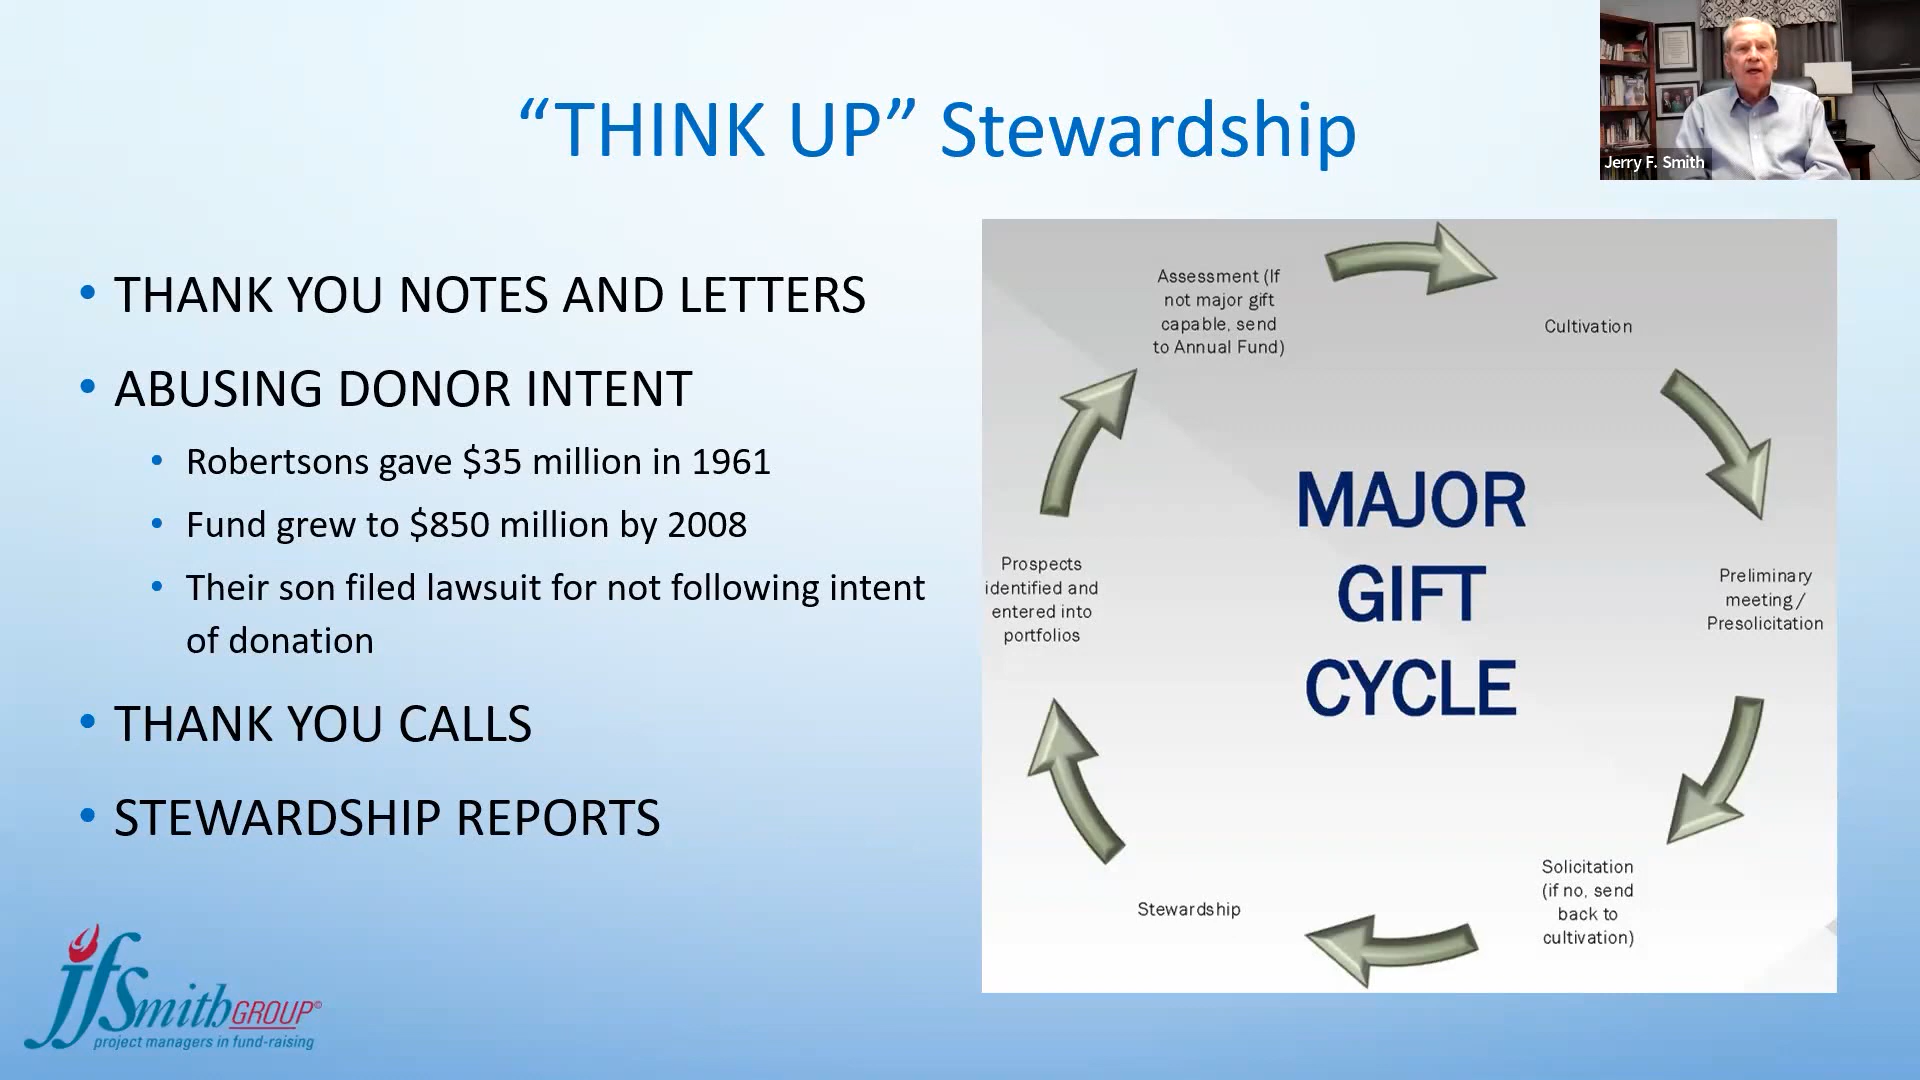 “THINK UP” Stewardship
Jerry F. Smith
• THANK YOU NOTES AND LETTERS
• ABUSING DONOR INTENT
• Robertsons gave $35 million in 1961
• Fund grew to $850 million by 2008
• Their son filed lawsuit for not following intent
of donation
• THANK YOU CALLS
• STEWARDSHIP REPORTS
Assessment (If
not major gift
capable, send
to Annual Fund)
Cultivation
Preliminary
meeting/
Presolicitation
Solicitation
(if no, send
back to
cultivation)
Stewardship
Prospects
identified and
entered into
portfolios
MAJOR
GIFT
CYCLE
jfSmithGROUP©
project managers in fund-raising